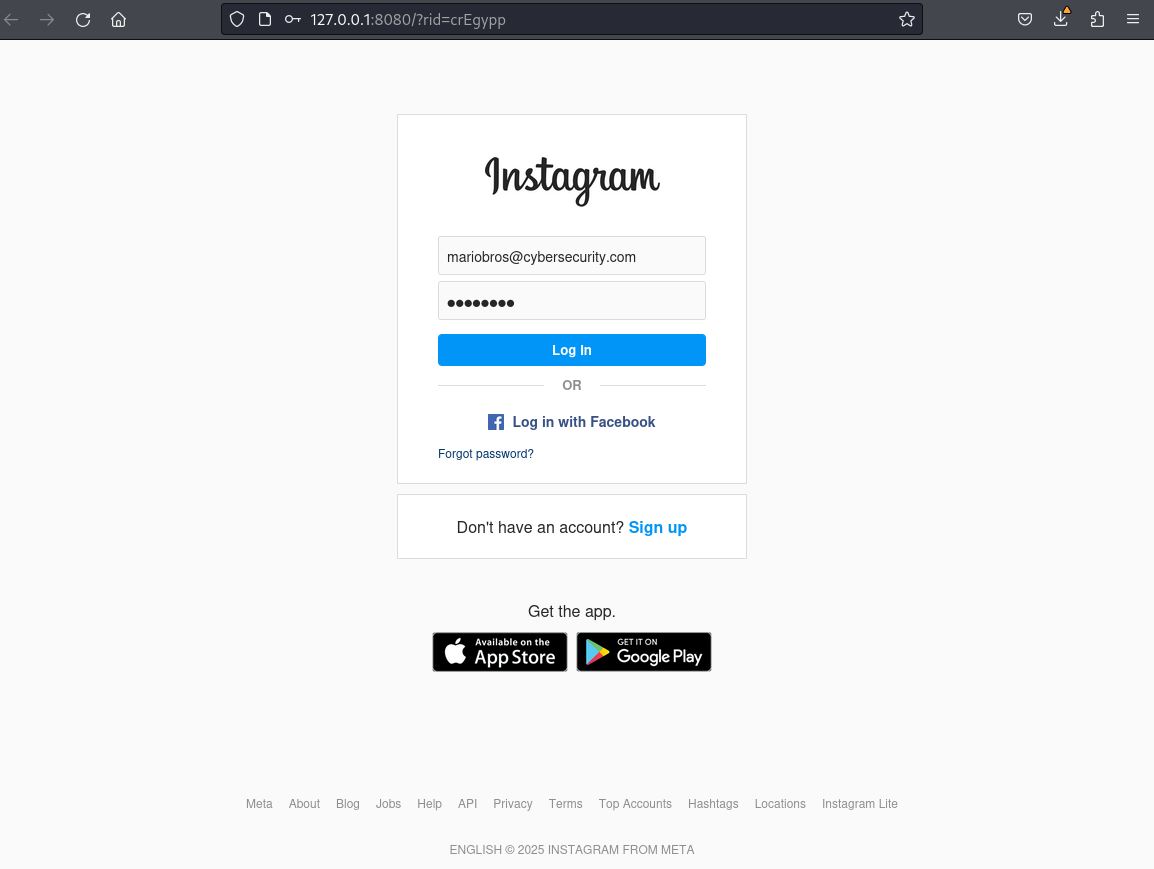 127.0.0.1:8080/?rid=crEgypp
Instagram
mariobros@cybersecurity.com
●●●●●●●●
Log In
OR
Log in with Facebook
Forgot password?
Don't have an account? Sign up
Get the app.
Available on the
App Store
GET IT ON
Google Play
Meta About Blog Jobs Help API Privacy Terms Top Accounts Hashtags Locations Instagram Lite
ENGLISH © 2025 INSTAGRAM FROM META